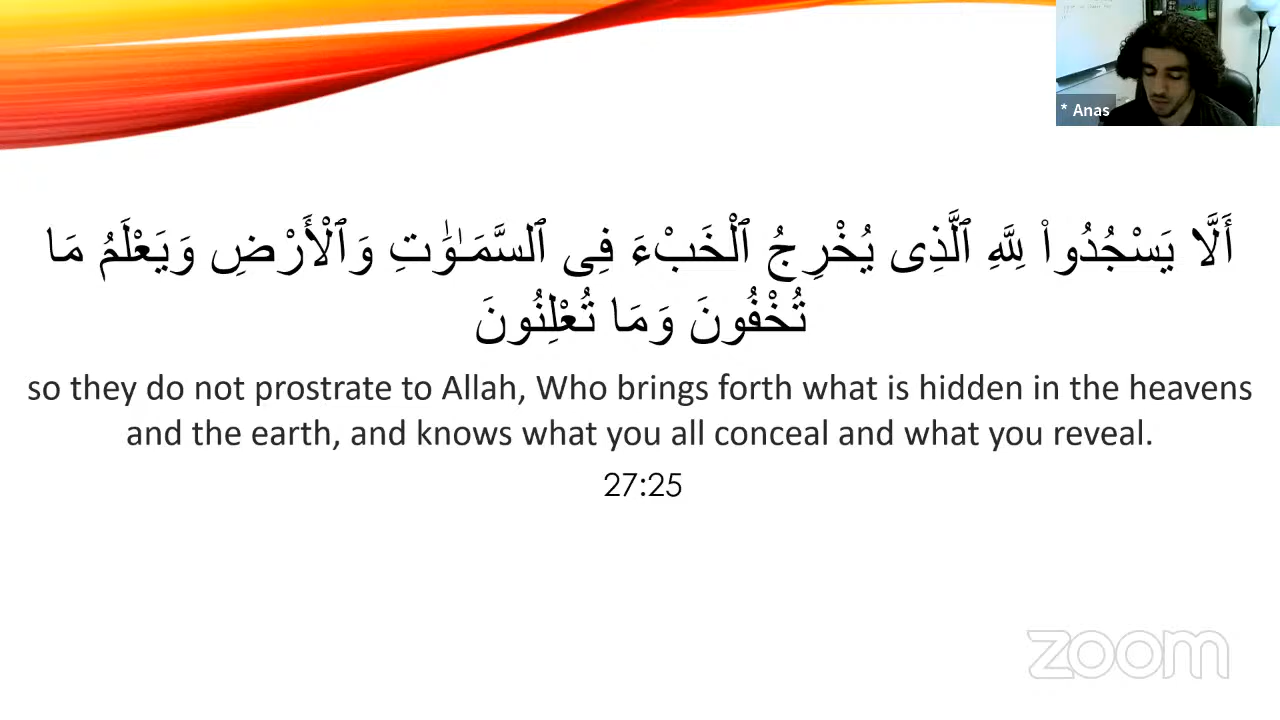 * Anas
أَلَّا يَسْجُدُوا۟ لِلَّهِ ٱلَّذِى يُخْرِجُ ٱلْخَبْءَ فِى ٱلسَّمَـٰوَٰتِ وَٱلْأَرْضِ وَيَعْلَمُ مَا
تُخْفُونَ وَمَا تُعْلِنُونَ
so they do not prostrate to Allah, Who brings forth what is hidden in the heavens
and the earth, and knows what you all conceal and what you reveal.
27:25
zoom